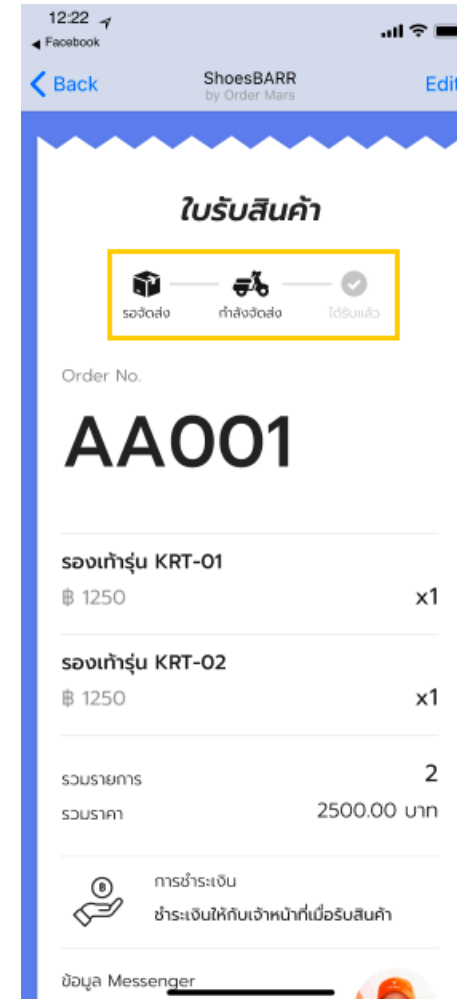 12:22
Facebook
Back
ShoesBARR
Edit
by Order Mars
ใบรับสินค้า
รอจัดส่ง กำลังจัดส่ง ได้รับแล้ว
Order No.
AA001
รองเท้ารุ่น KRT-01
฿ 1250 x1
รองเท้ารุ่น KRT-02
฿ 1250 x1
รวมรายการ 2
รวมราคา 2500.00 บาท
การชำระเงิน
ชำระเงินให้กับเจ้าหน้าที่เมื่อรับสินค้า
ข้อมูล Messenger